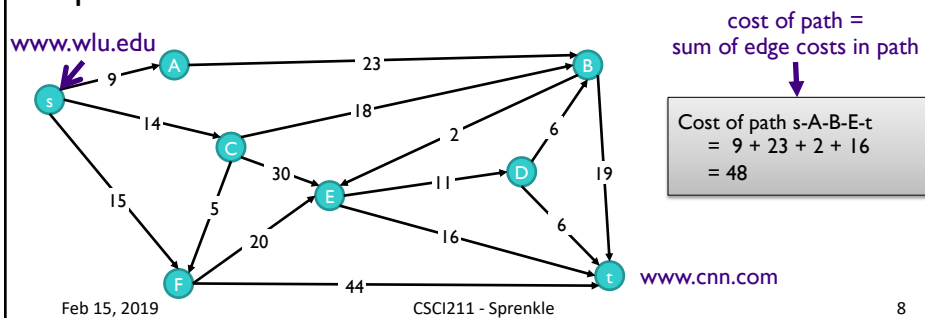 www.wlu.edu
cost of path =
sum of edge costs in path
Cost of path s-A-B-E-t
= 9 + 23 + 2 + 16
= 48
s
A
B
C
D
E
F
t
9
23
18
14
2
6
30
11
19
15
5
6
20
16
44
www.cnn.com
Feb 15, 2019
CSCI211 - Sprenkle
8